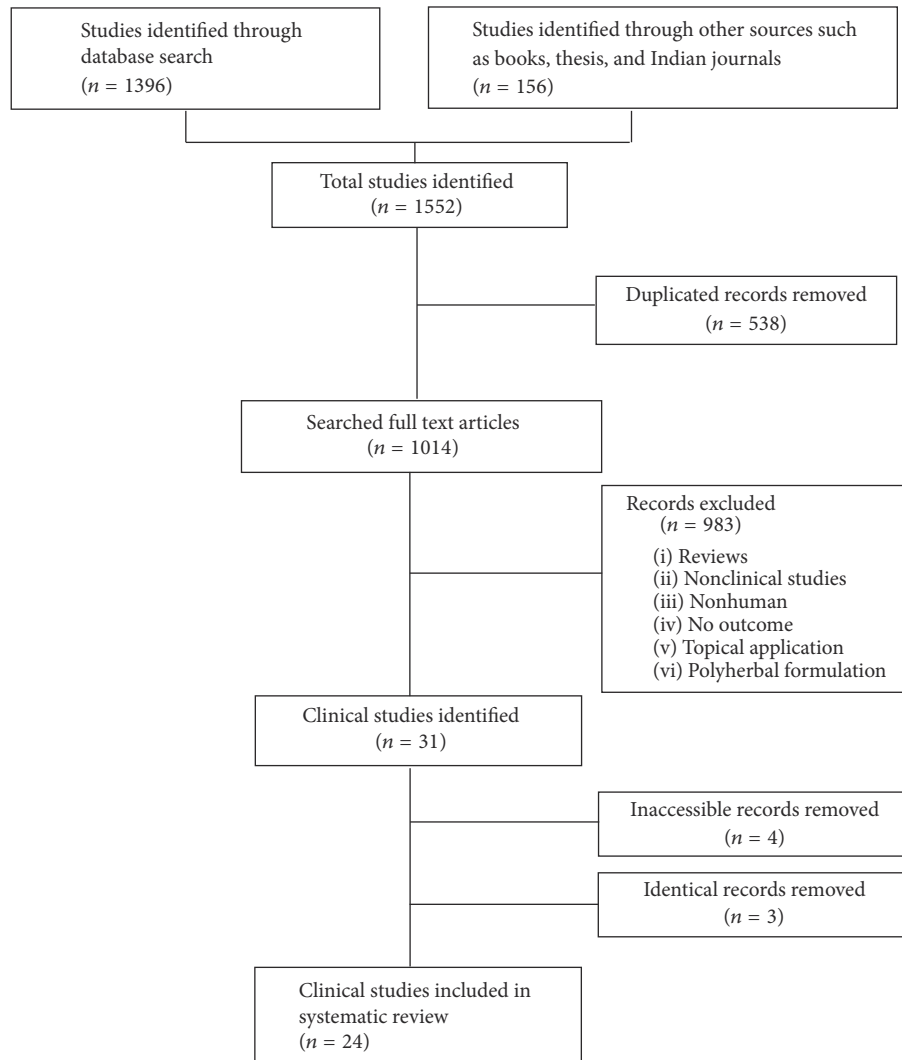 Studies identified through
database search
(n = 1396)
Studies identified through other sources such
as books, thesis, and Indian journals
(n = 156)
Total studies identified
(n = 1552)
Duplicated records removed
(n = 538)
Searched full text articles
(n = 1014)
Records excluded
(n = 983)
(i) Reviews
(ii) Nonclinical studies
(iii) Nonhuman
(iv) No outcome
(v) Topical application
(vi) Polyherbal formulation
Clinical studies identified
(n = 31)
Inaccessible records removed
(n = 4)
Identical records removed
(n = 3)
Clinical studies included in
systematic review
(n = 24)